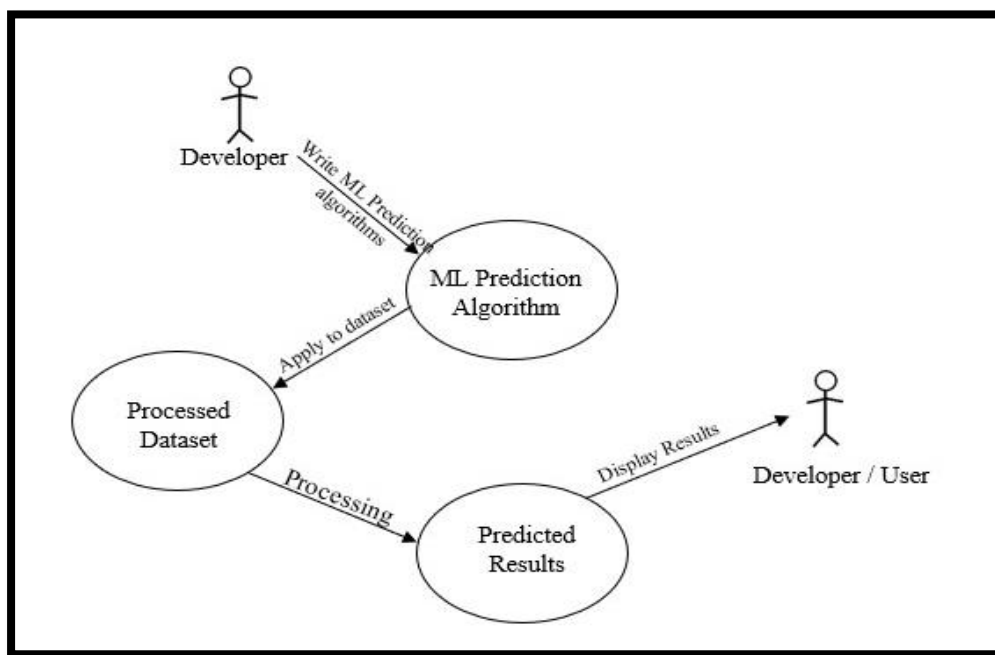 Developer
Write ML Prediction
algorithms
ML Prediction
Algorithm
Apply to dataset
Processed
Dataset
Processing
Predicted
Results
Display Results
Developer / User